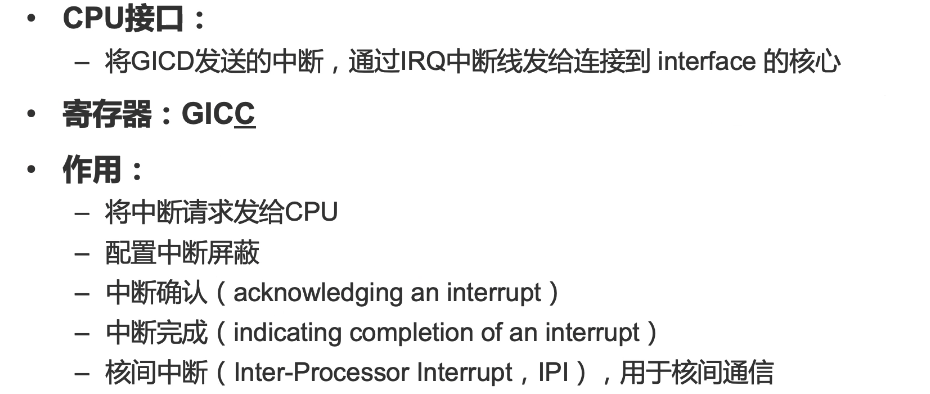 • CPU接口：
– 将GICD发送的中断，通过IRQ中断线发给连接到 interface 的核心
• 寄存器：GICC
• 作用：
– 将中断请求发给CPU
– 配置中断屏蔽
– 中断确认（acknowledging an interrupt）
– 中断完成（indicating completion of an interrupt）
– 核间中断（Inter-Processor Interrupt，IPI），用于核间通信